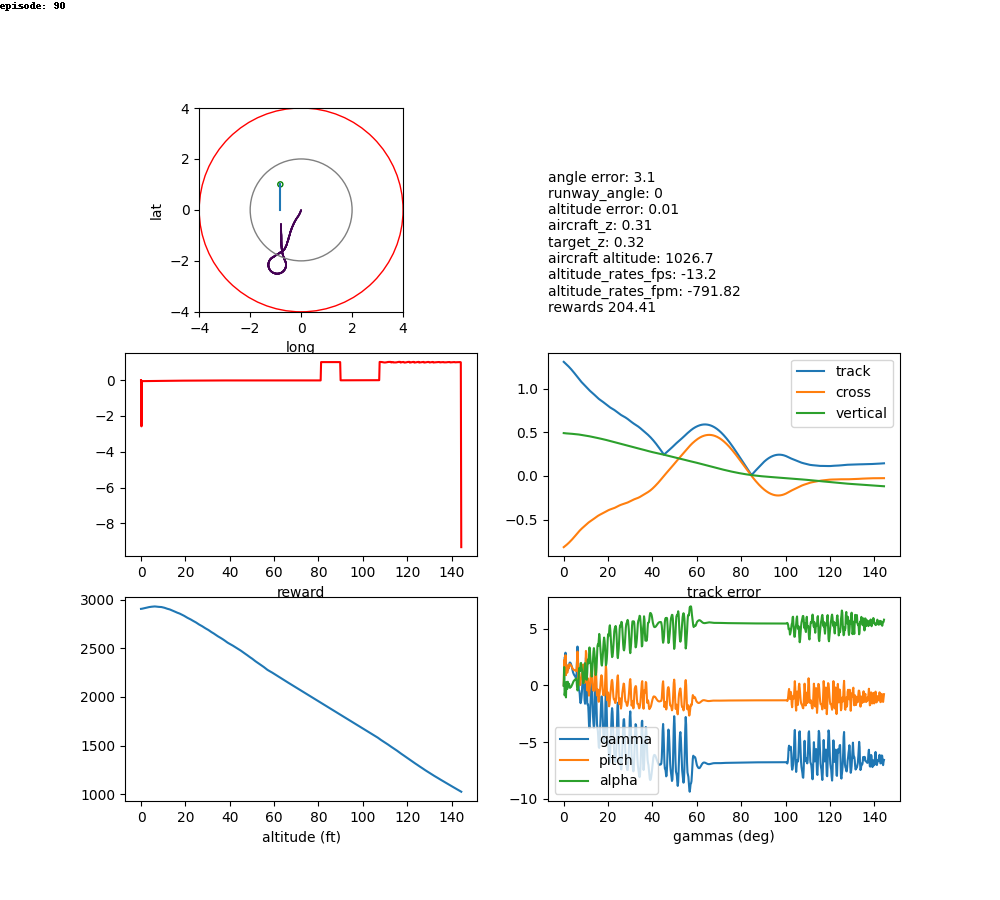 episode: 90
4
2
0
−2
−4
lat
−4 −2 0 2 4
long
angle error: 3.1
runway_angle: 0
altitude error: 0.01
aircraft_z: 0.31
target_z: 0.32
aircraft altitude: 1026.7
altitude_rates_fps: -13.2
altitude_rates_fpm: -791.82
rewards 204.41
0
−2
−4
−6
−8
0 20 40 60 80 100 120 140
reward
1.0
0.5
0.0
−0.5
track
cross
vertical
0 20 40 60 80 100 120 140
track error
3000
2500
2000
1500
1000
0 20 40 60 80 100 120 140
altitude (ft)
5
0
−5
−10
gamma
pitch
alpha
0 20 40 60 80 100 120 140
gammas (deg)